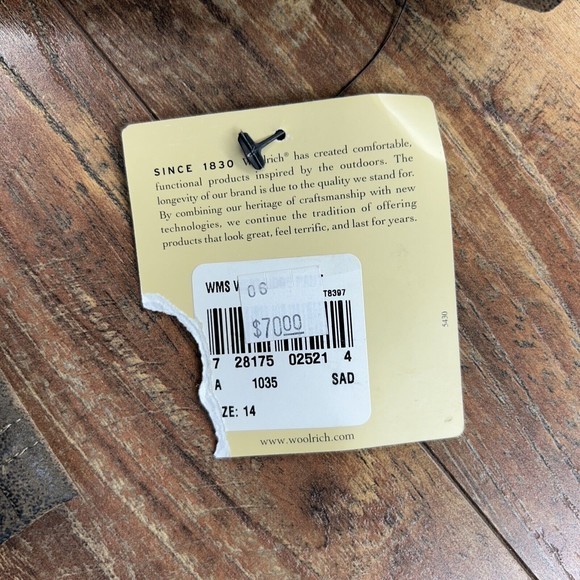 SINCE 1830 Woolrich® has created comfortable,
functional products inspired by the outdoors. The
longevity of our brand is due to the quality we stand for.
By combining our heritage of craftsmanship with new
technologies, we continue the tradition of offering
products that look great, feel terrific, and last for years.
WMS
06
T8397
$70.00
7 28175 02521 4
A 1035 SAD
ZE: 14
www.woolrich.com
5430